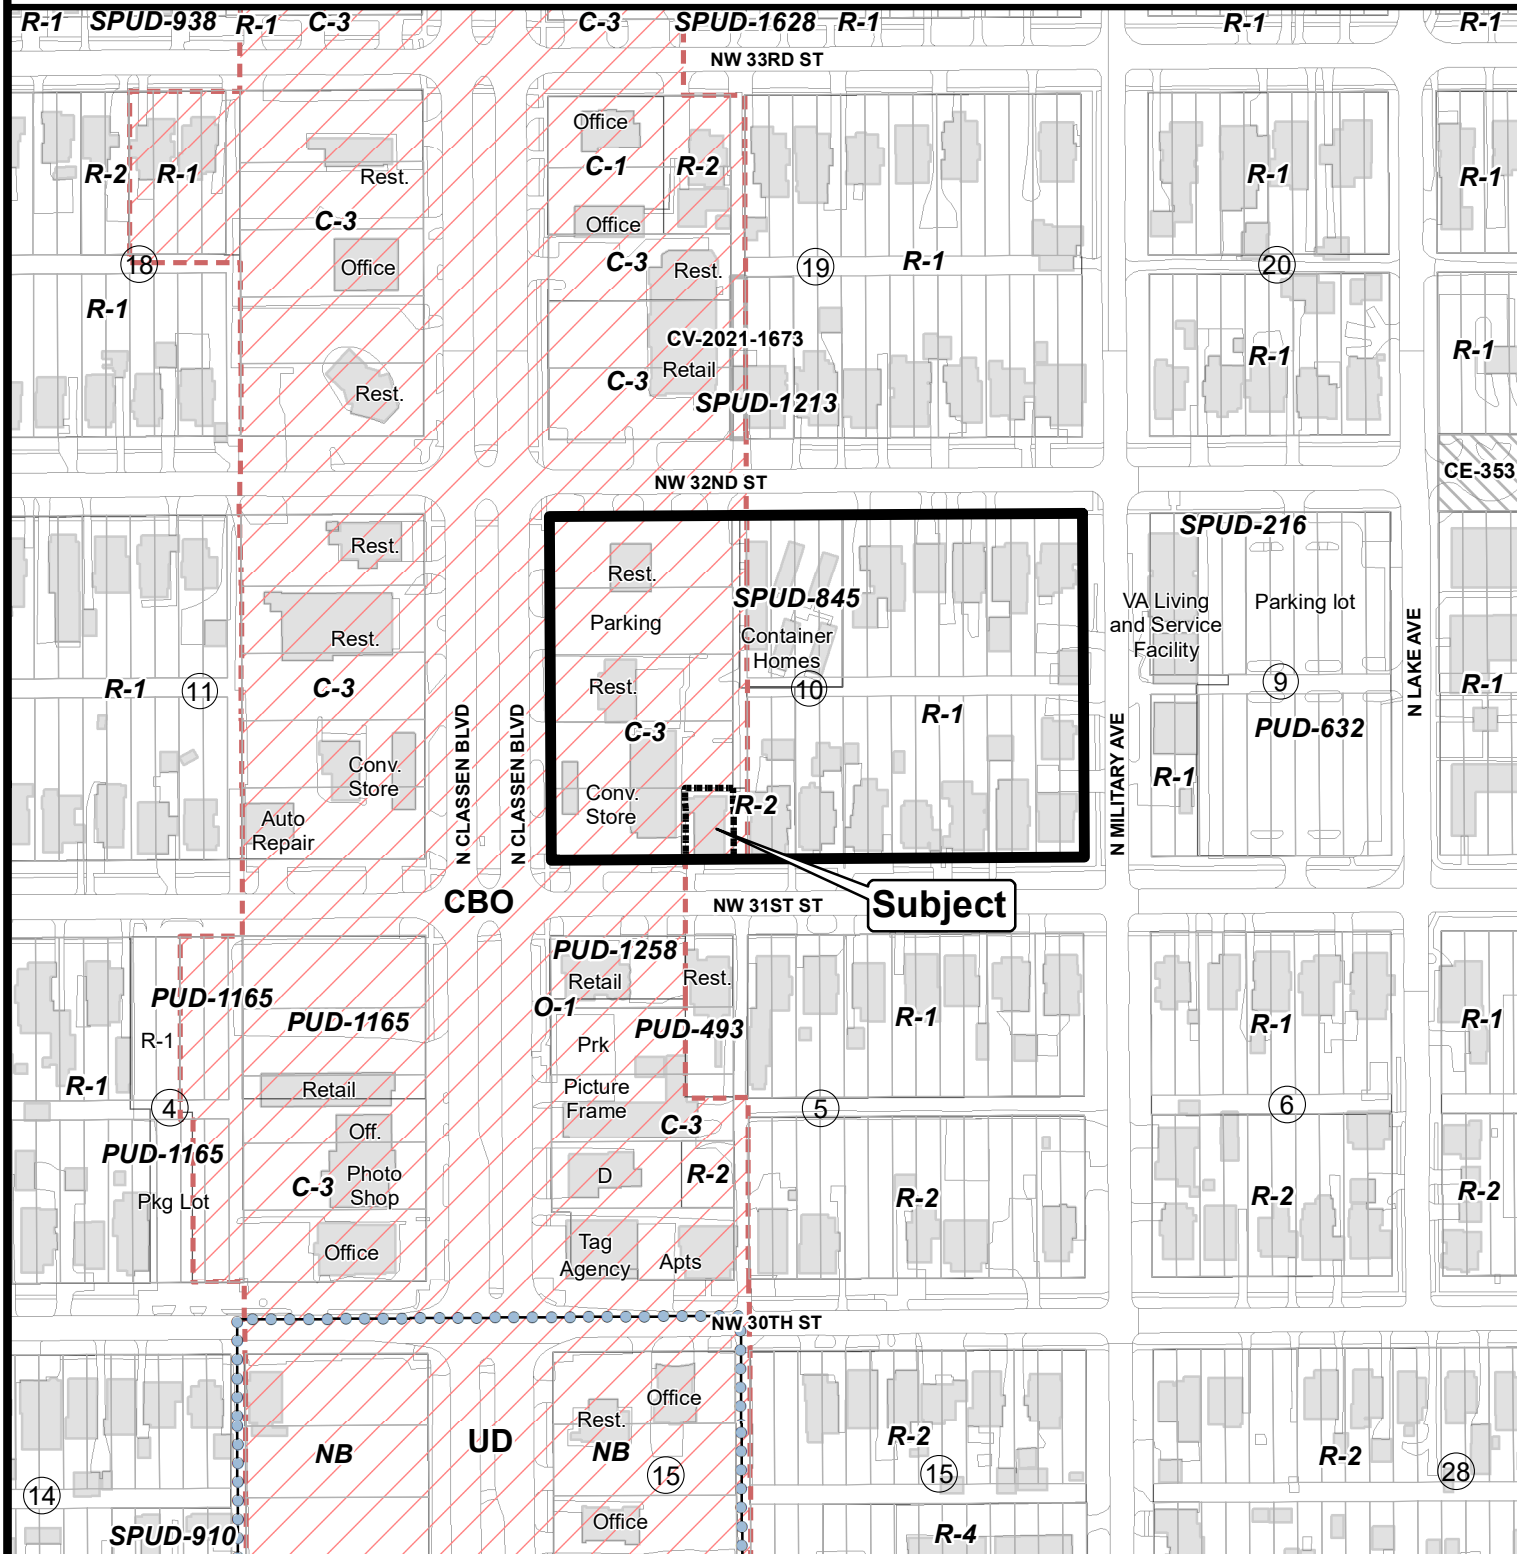 R-1 SPUD-938 R-1 C-3 C-3 SPUD-1628 R-1 R-1 R-1
NW 33RD ST
Office
R-2 R-1 Rest. C-1 R-2 R-1 R-1
C-3 Office
18 Office C-3 Rest. 19 R-1 20
R-1
CV-2021-1673
Rest. C-3 Retail R-1 R-1
SPUD-1213
CE-353
NW 32ND ST
SPUD-216
Rest. Rest.
SPUD-845
VA Living
and Service
Facility
Parking lot
Rest. Parking
Container
Homes
R-1 11 C-3 Rest. 10 9 R-1
N LAKE AVE
C-3 R-1 PUD-632
N CLASSEN BLVD
N CLASSEN BLVD
N MILITARY AVE
Conv.
Store
Conv.
Store
R-2 R-1
Auto
Repair
CBO
NW 31ST ST
Subject
PUD-1258
Retail Rest.
PUD-1165 O-1
PUD-1165 PUD-493 R-1 R-1 R-1
R-1 Prk
R-1 Retail
Picture
Frame
4 5 6
Off. C-3
PUD-1165
C-3
Photo
Shop
D R-2 R-2 R-2 R-2
Pkg Lot
Office
Tag
Agency
Apts
NW 30TH ST
Office
Rest.
NB UD NB R-2 R-2
14 15 15 28
SPUD-910 Office R-4